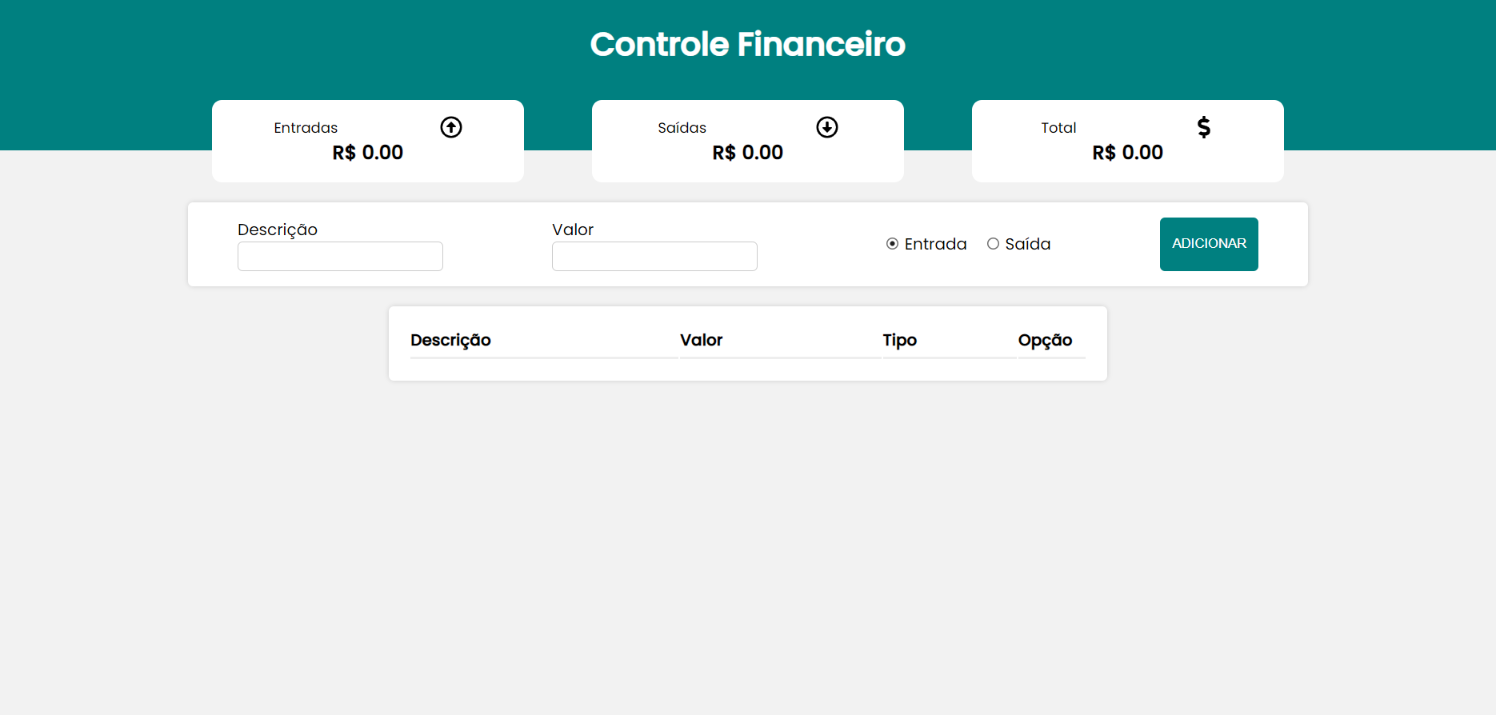 Controle Financeiro
Entradas
R$ 0.00
Saídas
R$ 0.00
Total
$
R$ 0.00
Descrição
Valor
Entrada
Saída
ADICIONAR
Descrição Valor Tipo Opção